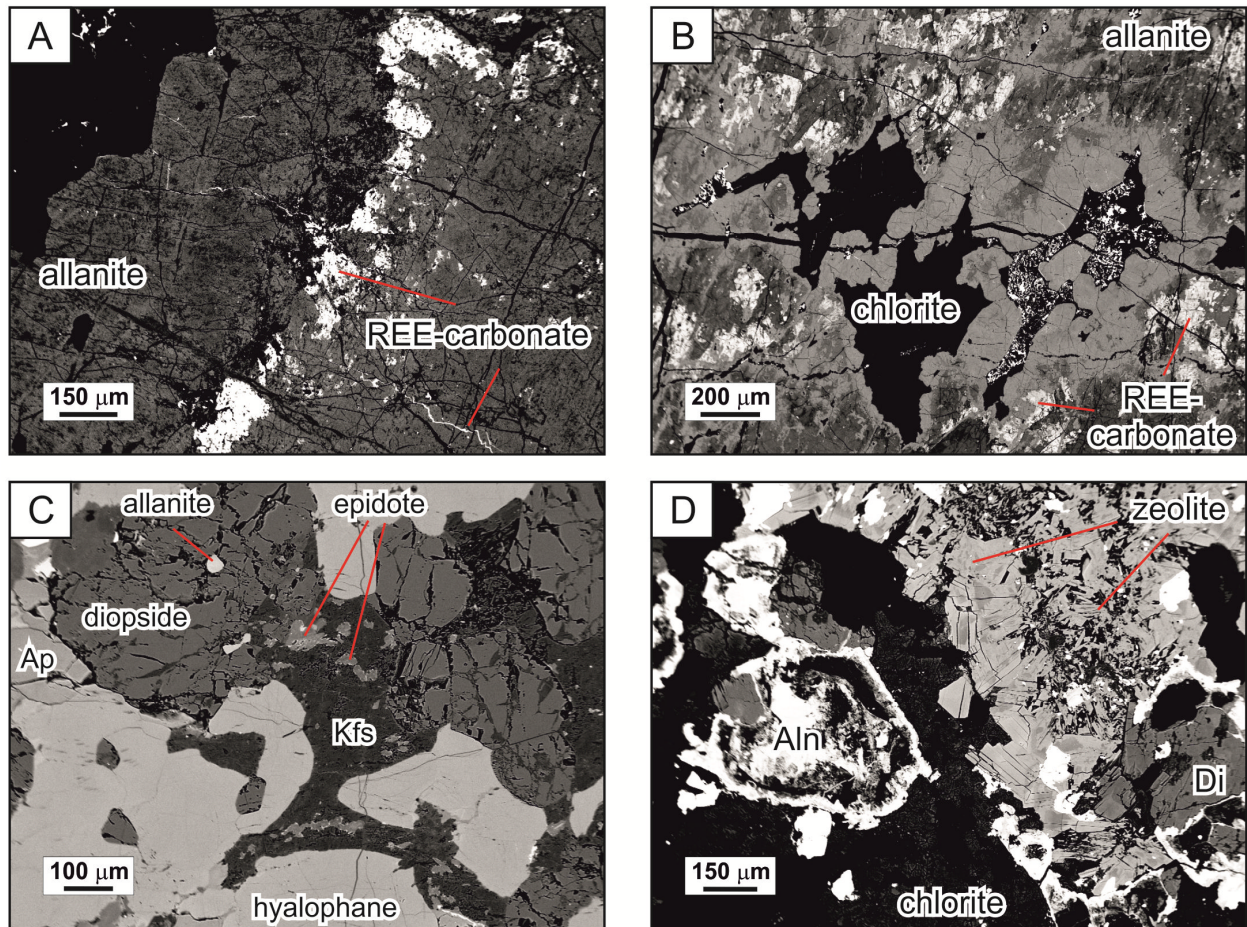 A
allanite
REE-carbonate
150 μm
B
allanite
chlorite
REE-
carbonate
200 μm
C
allanite
epidote
diopside
Ap
Kfs
hyalophane
100 μm
D
zeolite
Aln
Di
chlorite
150 μm